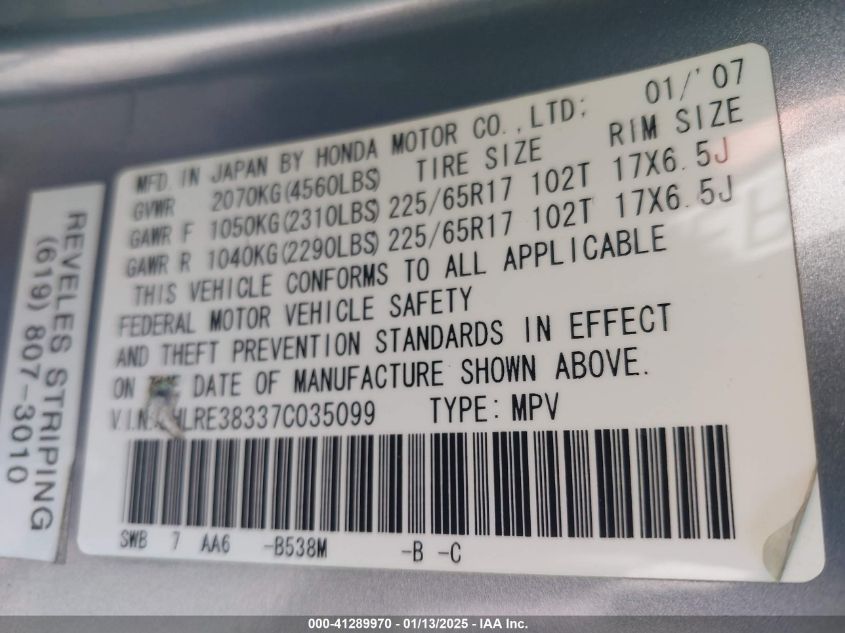 MFD. IN JAPAN BY HONDA MOTOR CO., LTD; 01/'07
GVWR 2070KG(4560LBS) TIRE SIZE RIM SIZE
GAWR F 1050KG(2310LBS) 225/65R17 102T 17X6.5J
GAWR R 1040KG(2290LBS) 225/65R17 102T 17X6.5J
THIS VEHICLE CONFORMS TO ALL APPLICABLE
FEDERAL MOTOR VEHICLE SAFETY
AND THEFT PREVENTION STANDARDS IN EFFECT
ON DATE OF MANUFACTURE SHOWN ABOVE.
V.I.N. HLRE38337C035099 TYPE: MPV
SWB 7 AA6 -B538M -B -C
REVELES STRIPING
(619) 807-3010
000-41289970 - 01/13/2025 - IAA Inc.